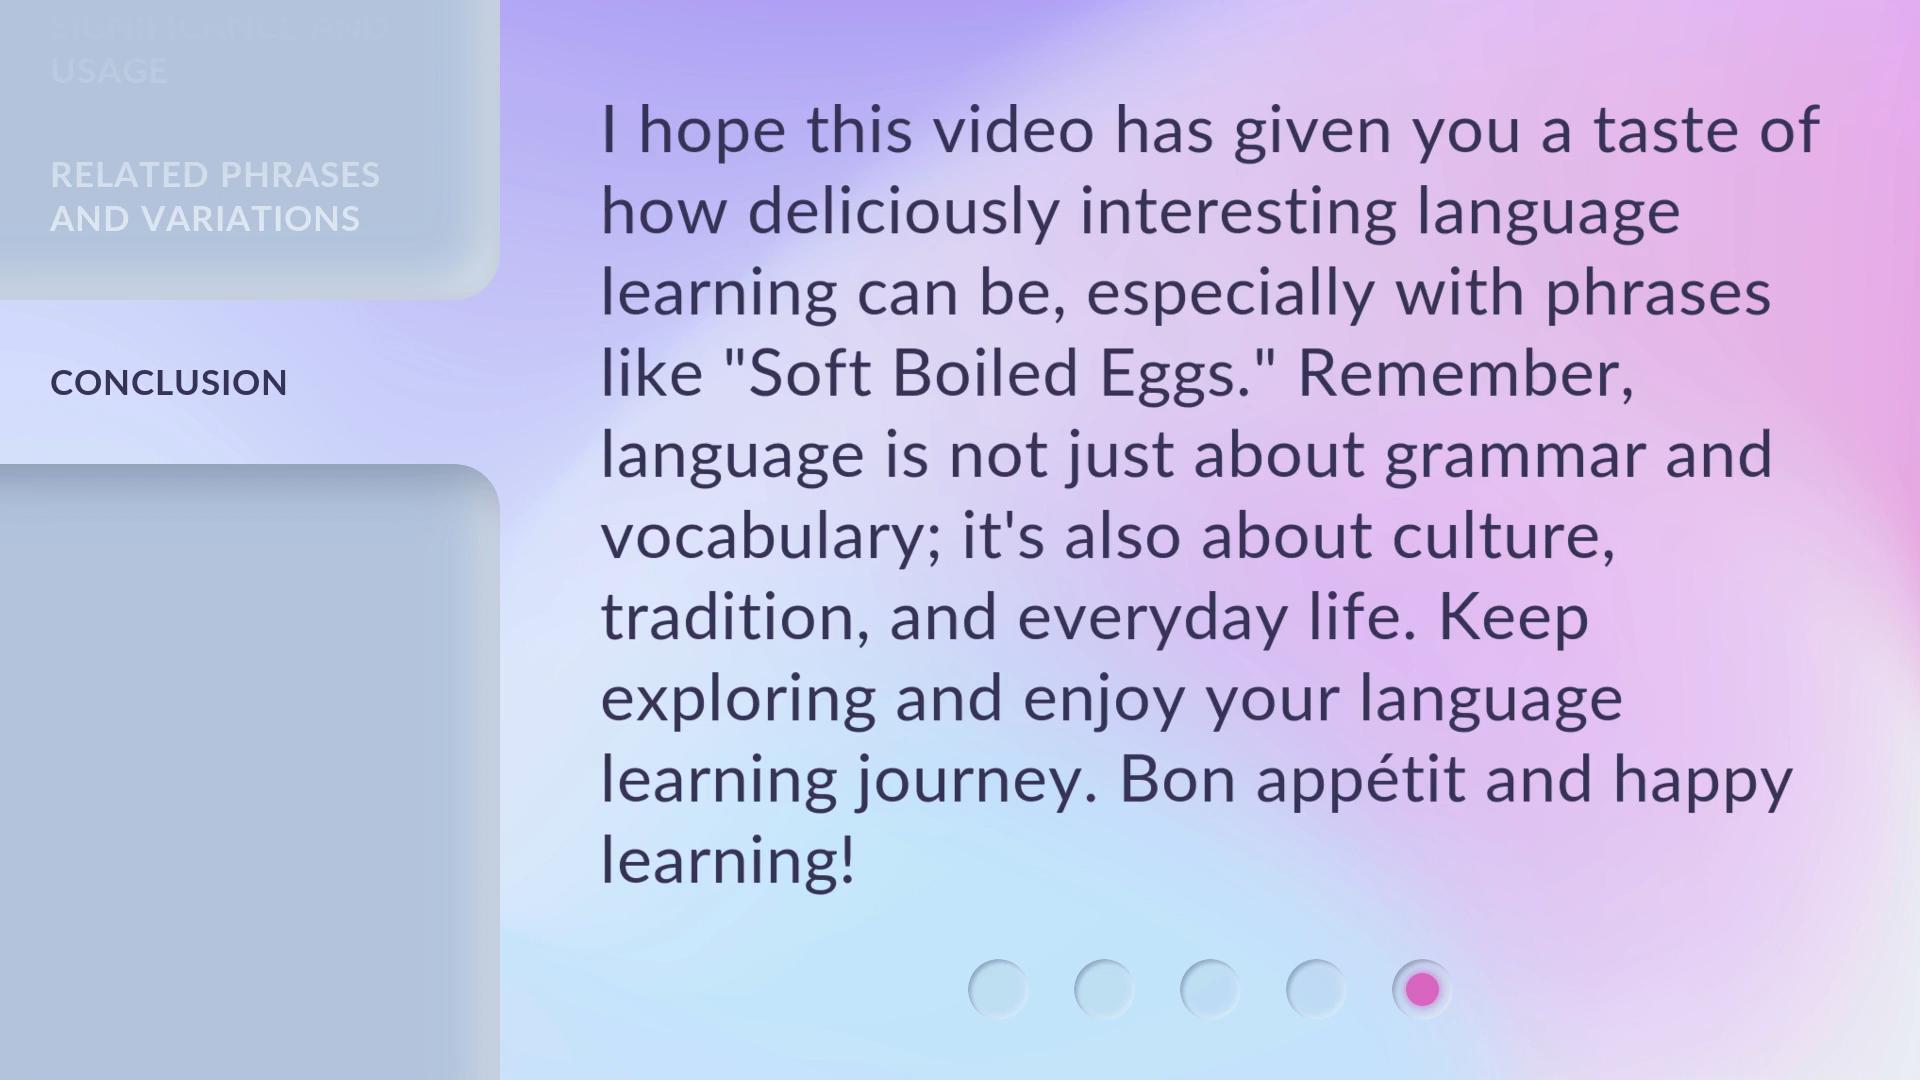 SIGNIFICANCE AND
USAGE
RELATED PHRASES
AND VARIATIONS
CONCLUSION
I hope this video has given you a taste of
how deliciously interesting language
learning can be, especially with phrases
like "Soft Boiled Eggs." Remember,
language is not just about grammar and
vocabulary; it's also about culture,
tradition, and everyday life. Keep
exploring and enjoy your language
learning journey. Bon appétit and happy
learning!